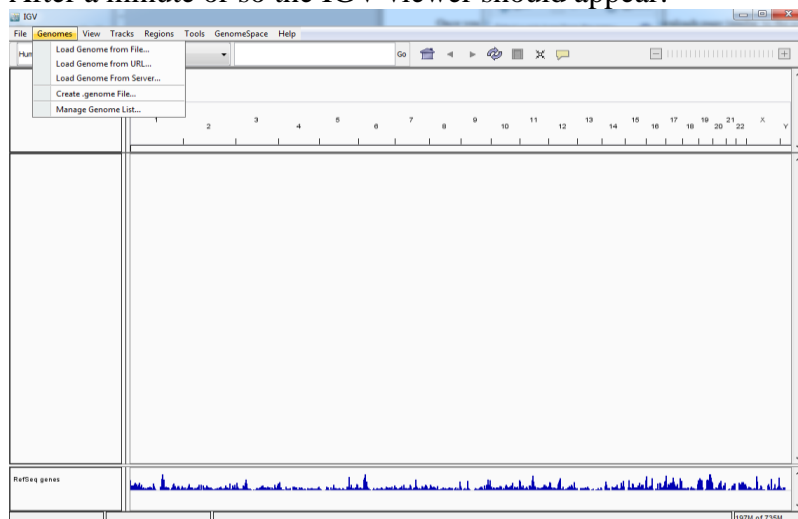 After a minute or so the IGV viewer should appear.
IGV
File Genomes View Tracks Regions Tools GenomeSpace Help
Go
Load Genome from File...
Load Genome from URL...
Load Genome From Server...
Create .genome File...
Manage Genome List...
1 2 3 4 5 6 7 8 9 10 11 12 13 14 15 16 17 18 19 20 21 22 X Y
RefSeq genes
197M of 735M